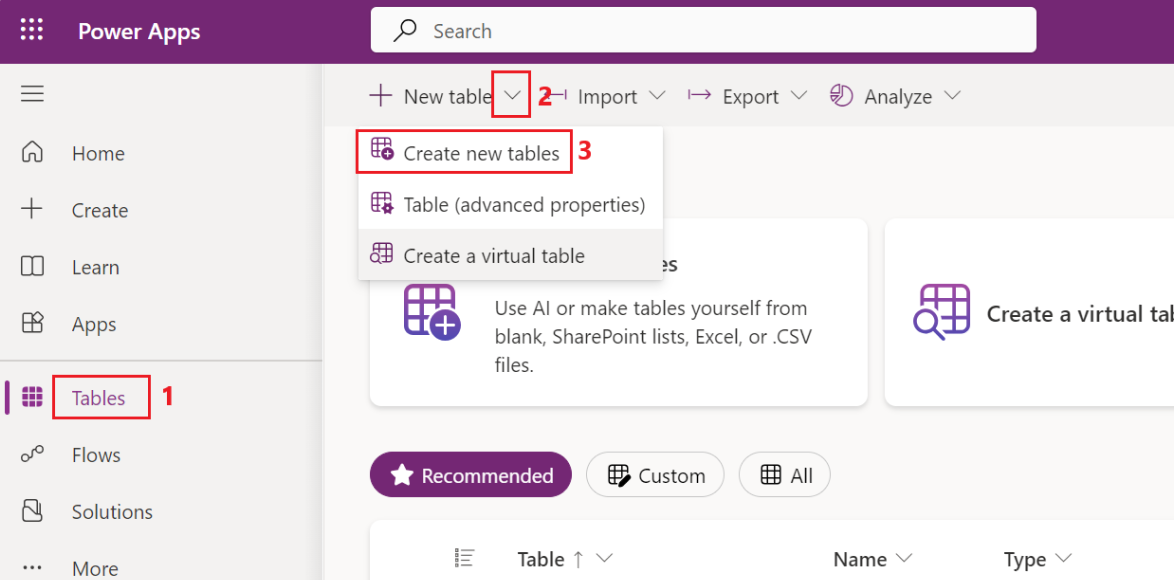 Power Apps
Search
New table 2 Import Export Analyze
Home
Create
Learn
Apps
Tables 1
Flows
Solutions
More
Create new tables 3
Table (advanced properties)
Create a virtual table
Use AI or make tables yourself from
blank, SharePoint lists, Excel, or .CSV
files.
Create a virtual
Recommended Custom All
Table ↑ Name Type